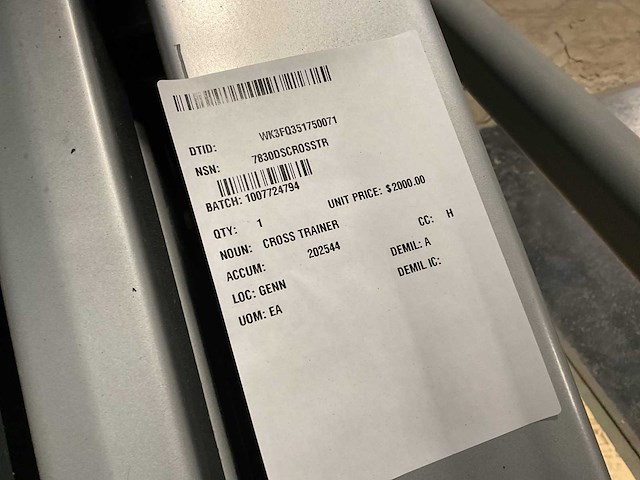 DTID: WK3FQ351750071
NSN: 7830DSCROSSTR
BATCH: 1007724794
QTY: 1 UNIT PRICE: $2000.00
NOUN: CROSS TRAINER CC: H
ACCUM: 202544 DEMIL: A
LOC: GENN DEMIL IC:
UOM: EA